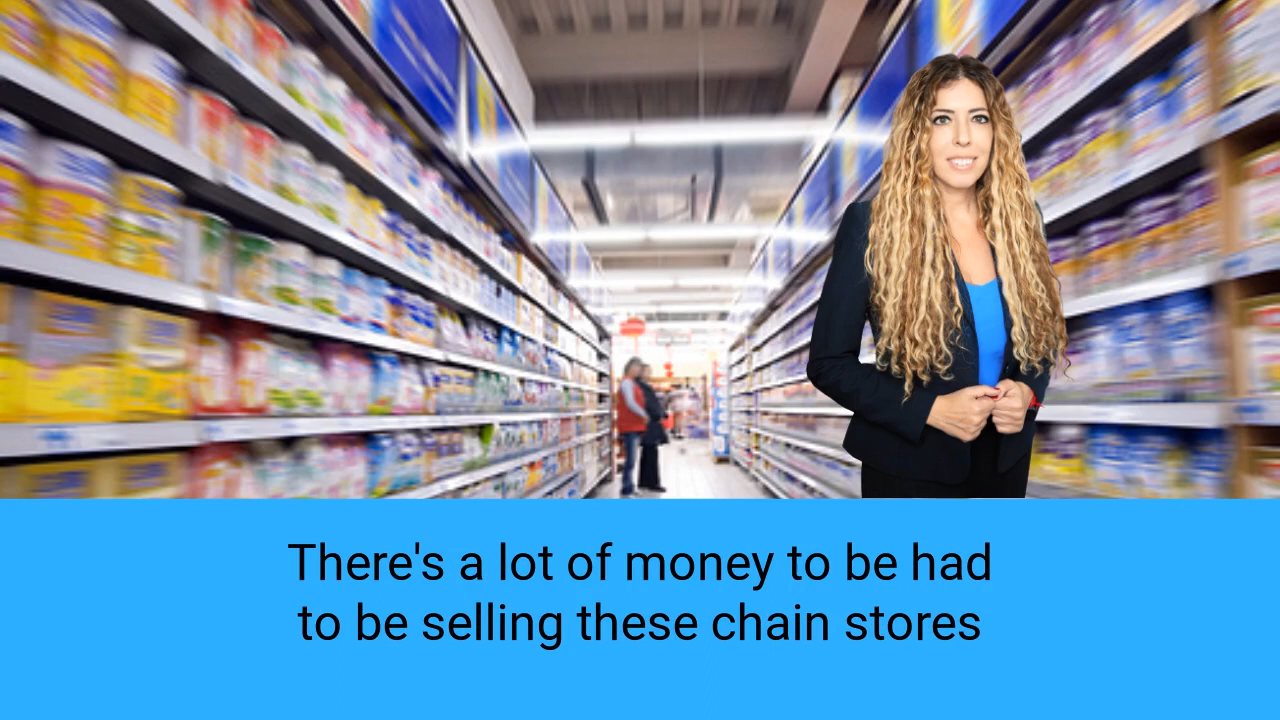 There's a lot of money to be had
to be selling these chain stores